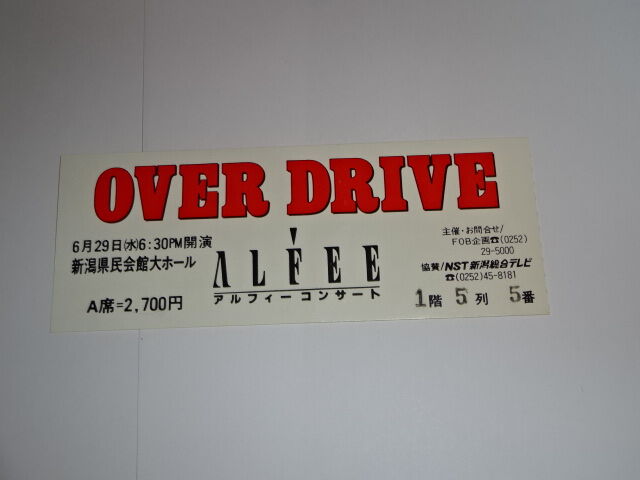 OVER DRIVE
6月29日(水)6:30PM開演
新潟県民会館大ホール
A席=2,700円
ALFEE
アルフィーコンサート
主催・お問合せ/
FOB企画☎(0252)
29-5000
協賛/NST新潟総合テレビ
☎(0252)45-8181
1階 5列 5番